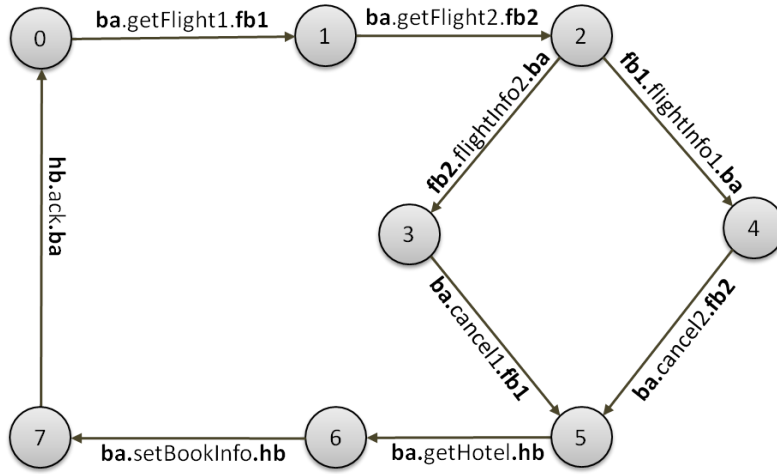 0
ba.getFlight1.fb1
1
ba.getFlight2.fb2
2
fb2.flightInfo2.ba
fb1.flightInfo1.ba
hb.ack.ba
3
4
ba.cancel1.fb1
ba.cancel2.fb2
7
ba.setBookInfo.hb
6
ba.getHotel.hb
5